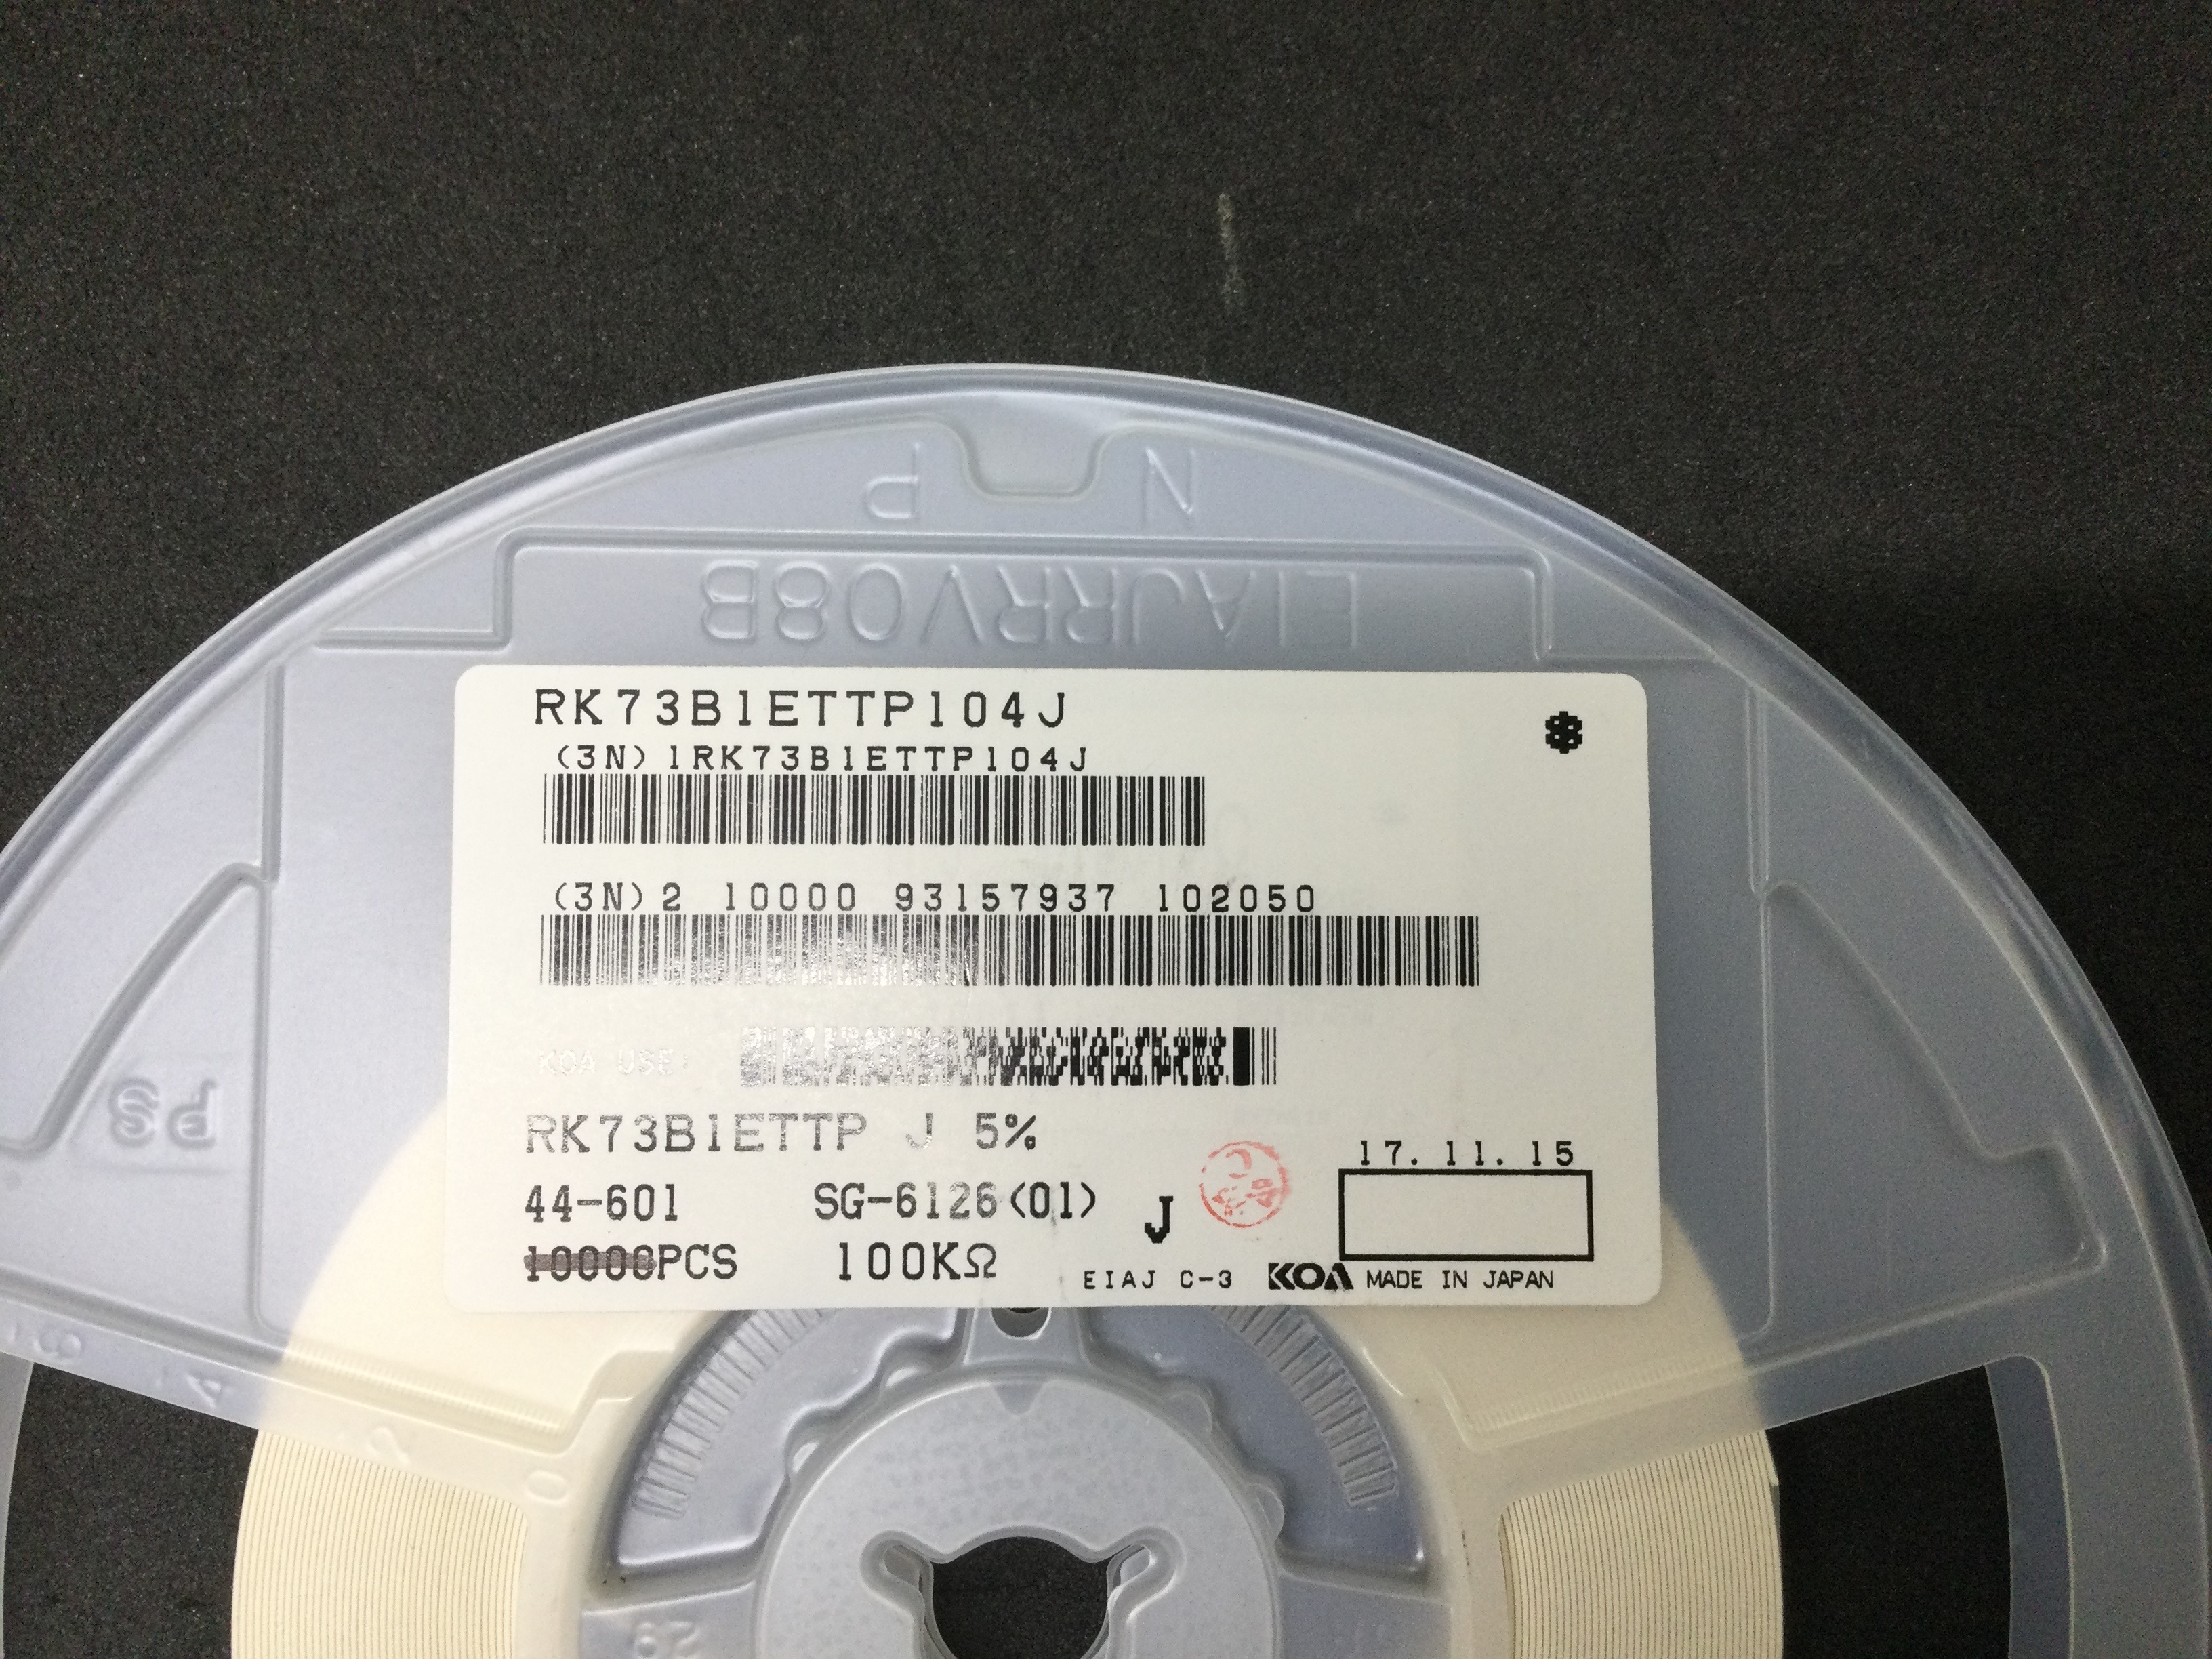 N P
EIAJRRV08B
RK73B1ETTP104J
(3N)1RK73B1ETTP104J
(3N)2 10000 93157937 102050
KOA USE:
PS
RK73B1ETTP J 5%
17.11.15
44-601 SG-6126(01) J
10000PCS 100KΩ
EIAJ C-3 KOA MADE IN JAPAN